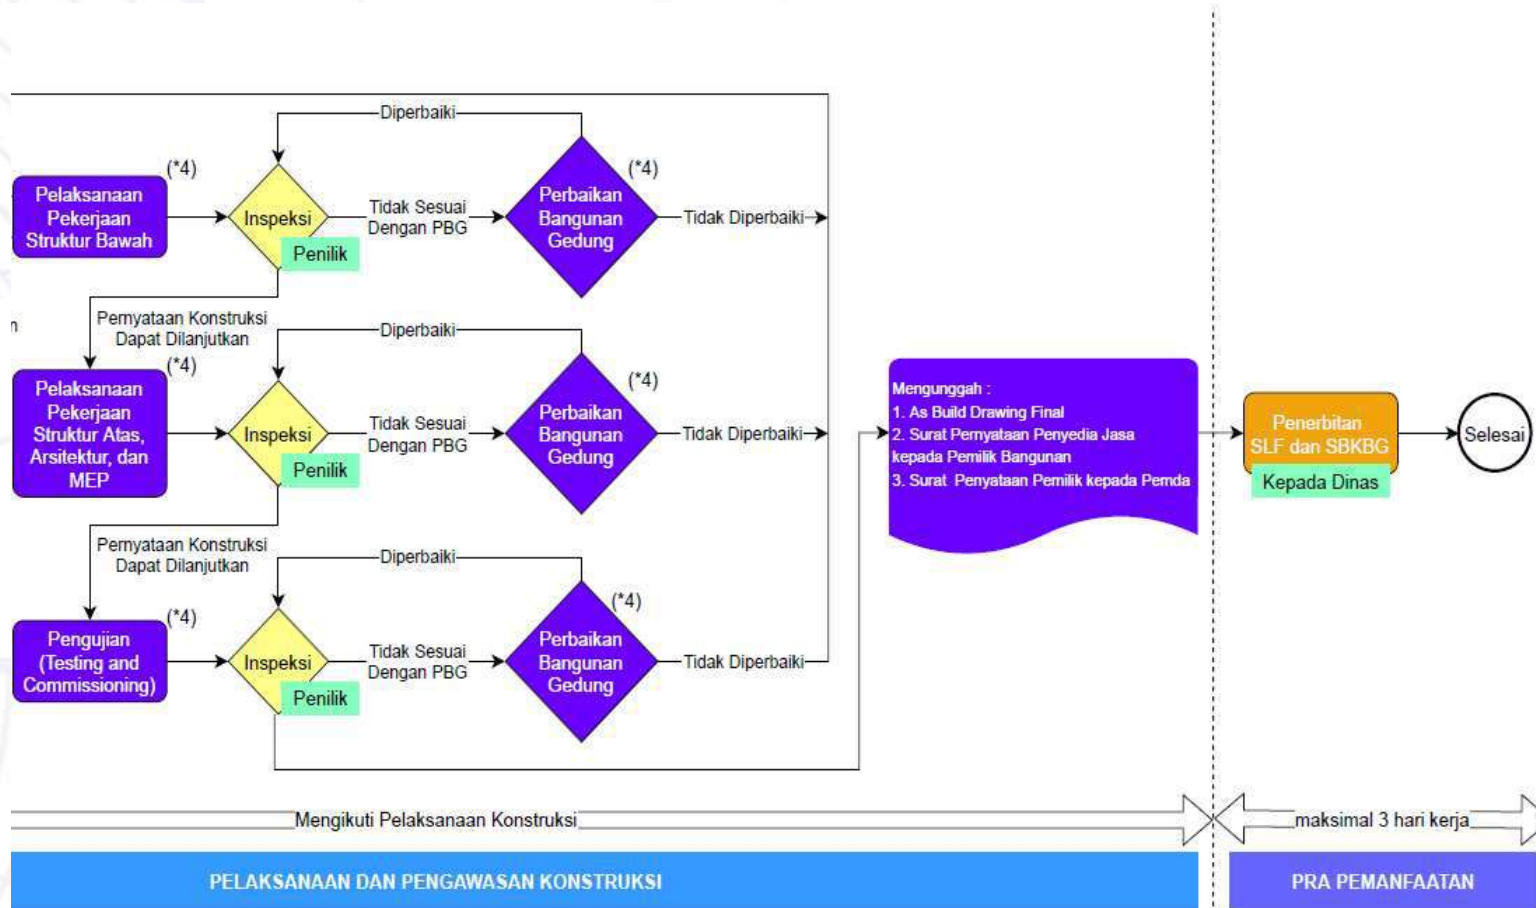 Diperbaiki
(*4)
Pelaksanaan
Pekerjaan
Struktur Bawah
Inspeksi
Penilik
Tidak Sesuai
Dengan PBG
(*4)
Perbaikan
Bangunan
Gedung
Tidak Diperbaiki
n
Pernyataan Konstruksi
Dapat Dilanjutkan
Diperbaiki
(*4)
Pelaksanaan
Pekerjaan
Struktur Atas,
Arsitektur, dan
MEP
Inspeksi
Penilik
Tidak Sesuai
Dengan PBG
(*4)
Perbaikan
Bangunan
Gedung
Tidak Diperbaiki
Mengunggah :
1. As Build Drawing Final
2. Surat Pernyataan Penyedia Jasa
kepada Pemilik Bangunan
3. Surat Penyataan Pemilik kepada Pemda
Penerbitan
SLF dan SBKBG
Kepada Dinas
Selesai
Pernyataan Konstruksi
Dapat Dilanjutkan
Diperbaiki
(*4)
Pengujian
(Testing and
Commissioning)
Inspeksi
Penilik
Tidak Sesuai
Dengan PBG
(*4)
Perbaikan
Bangunan
Gedung
Tidak Diperbaiki
Mengikuti Pelaksanaan Konstruksi
maksimal 3 hari kerja
PELAKSANAAN DAN PENGAWASAN KONSTRUKSI
PRA PEMANFAATAN